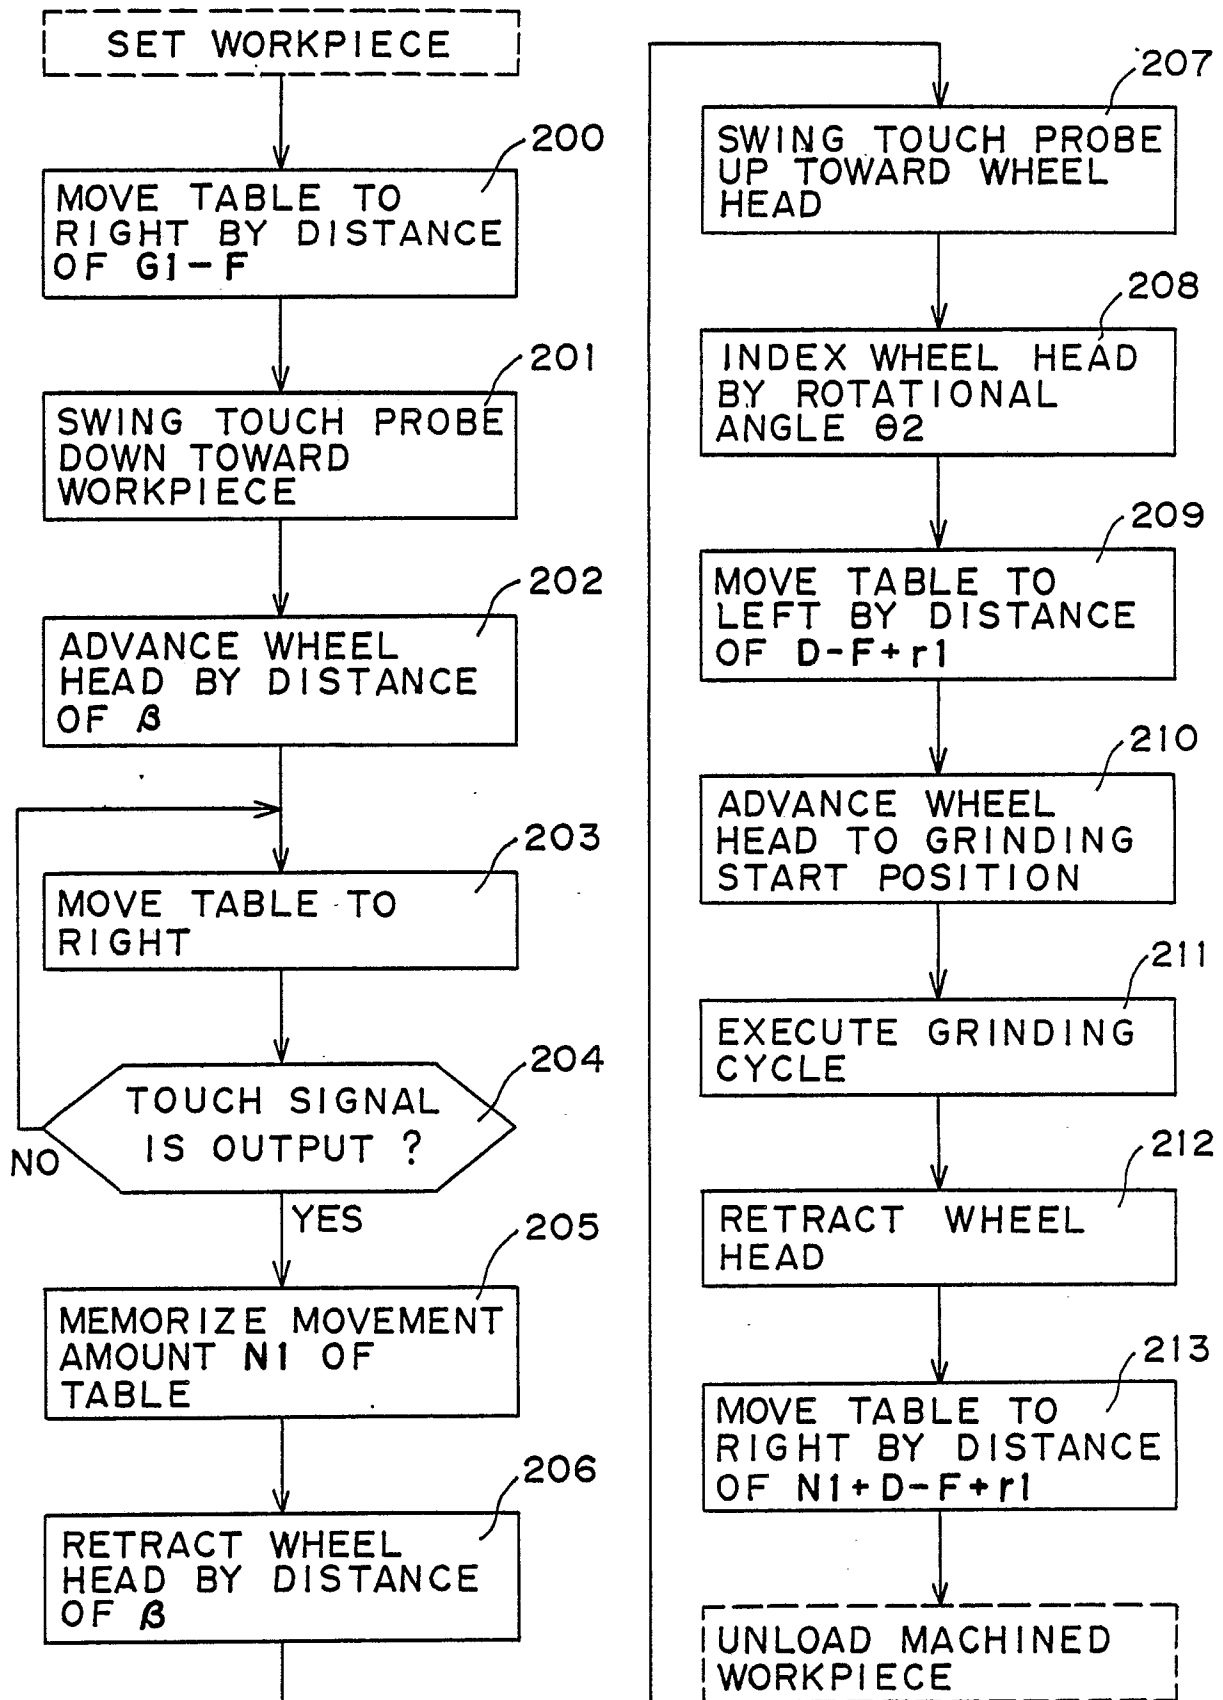 SET WORKPIECE
200
MOVE TABLE TO
RIGHT BY DISTANCE
OF G1-F
201
SWING TOUCH PROBE
DOWN TOWARD
WORKPIECE
202
ADVANCE WHEEL
HEAD BY DISTANCE
OF β
203
MOVE TABLE TO
RIGHT
204
TOUCH SIGNAL
IS OUTPUT ?
NO
YES
205
MEMORIZE MOVEMENT
AMOUNT N1 OF
TABLE
206
RETRACT WHEEL
HEAD BY DISTANCE
OF β
207
SWING TOUCH PROBE
UP TOWARD WHEEL
HEAD
208
INDEX WHEEL HEAD
BY ROTATIONAL
ANGLE θ2
209
MOVE TABLE TO
LEFT BY DISTANCE
OF D-F+r1
210
ADVANCE WHEEL
HEAD TO GRINDING
START POSITION
211
EXECUTE GRINDING
CYCLE
212
RETRACT WHEEL
HEAD
213
MOVE TABLE TO
RIGHT BY DISTANCE
OF N1+D-F+r1
UNLOAD MACHINED
WORKPIECE